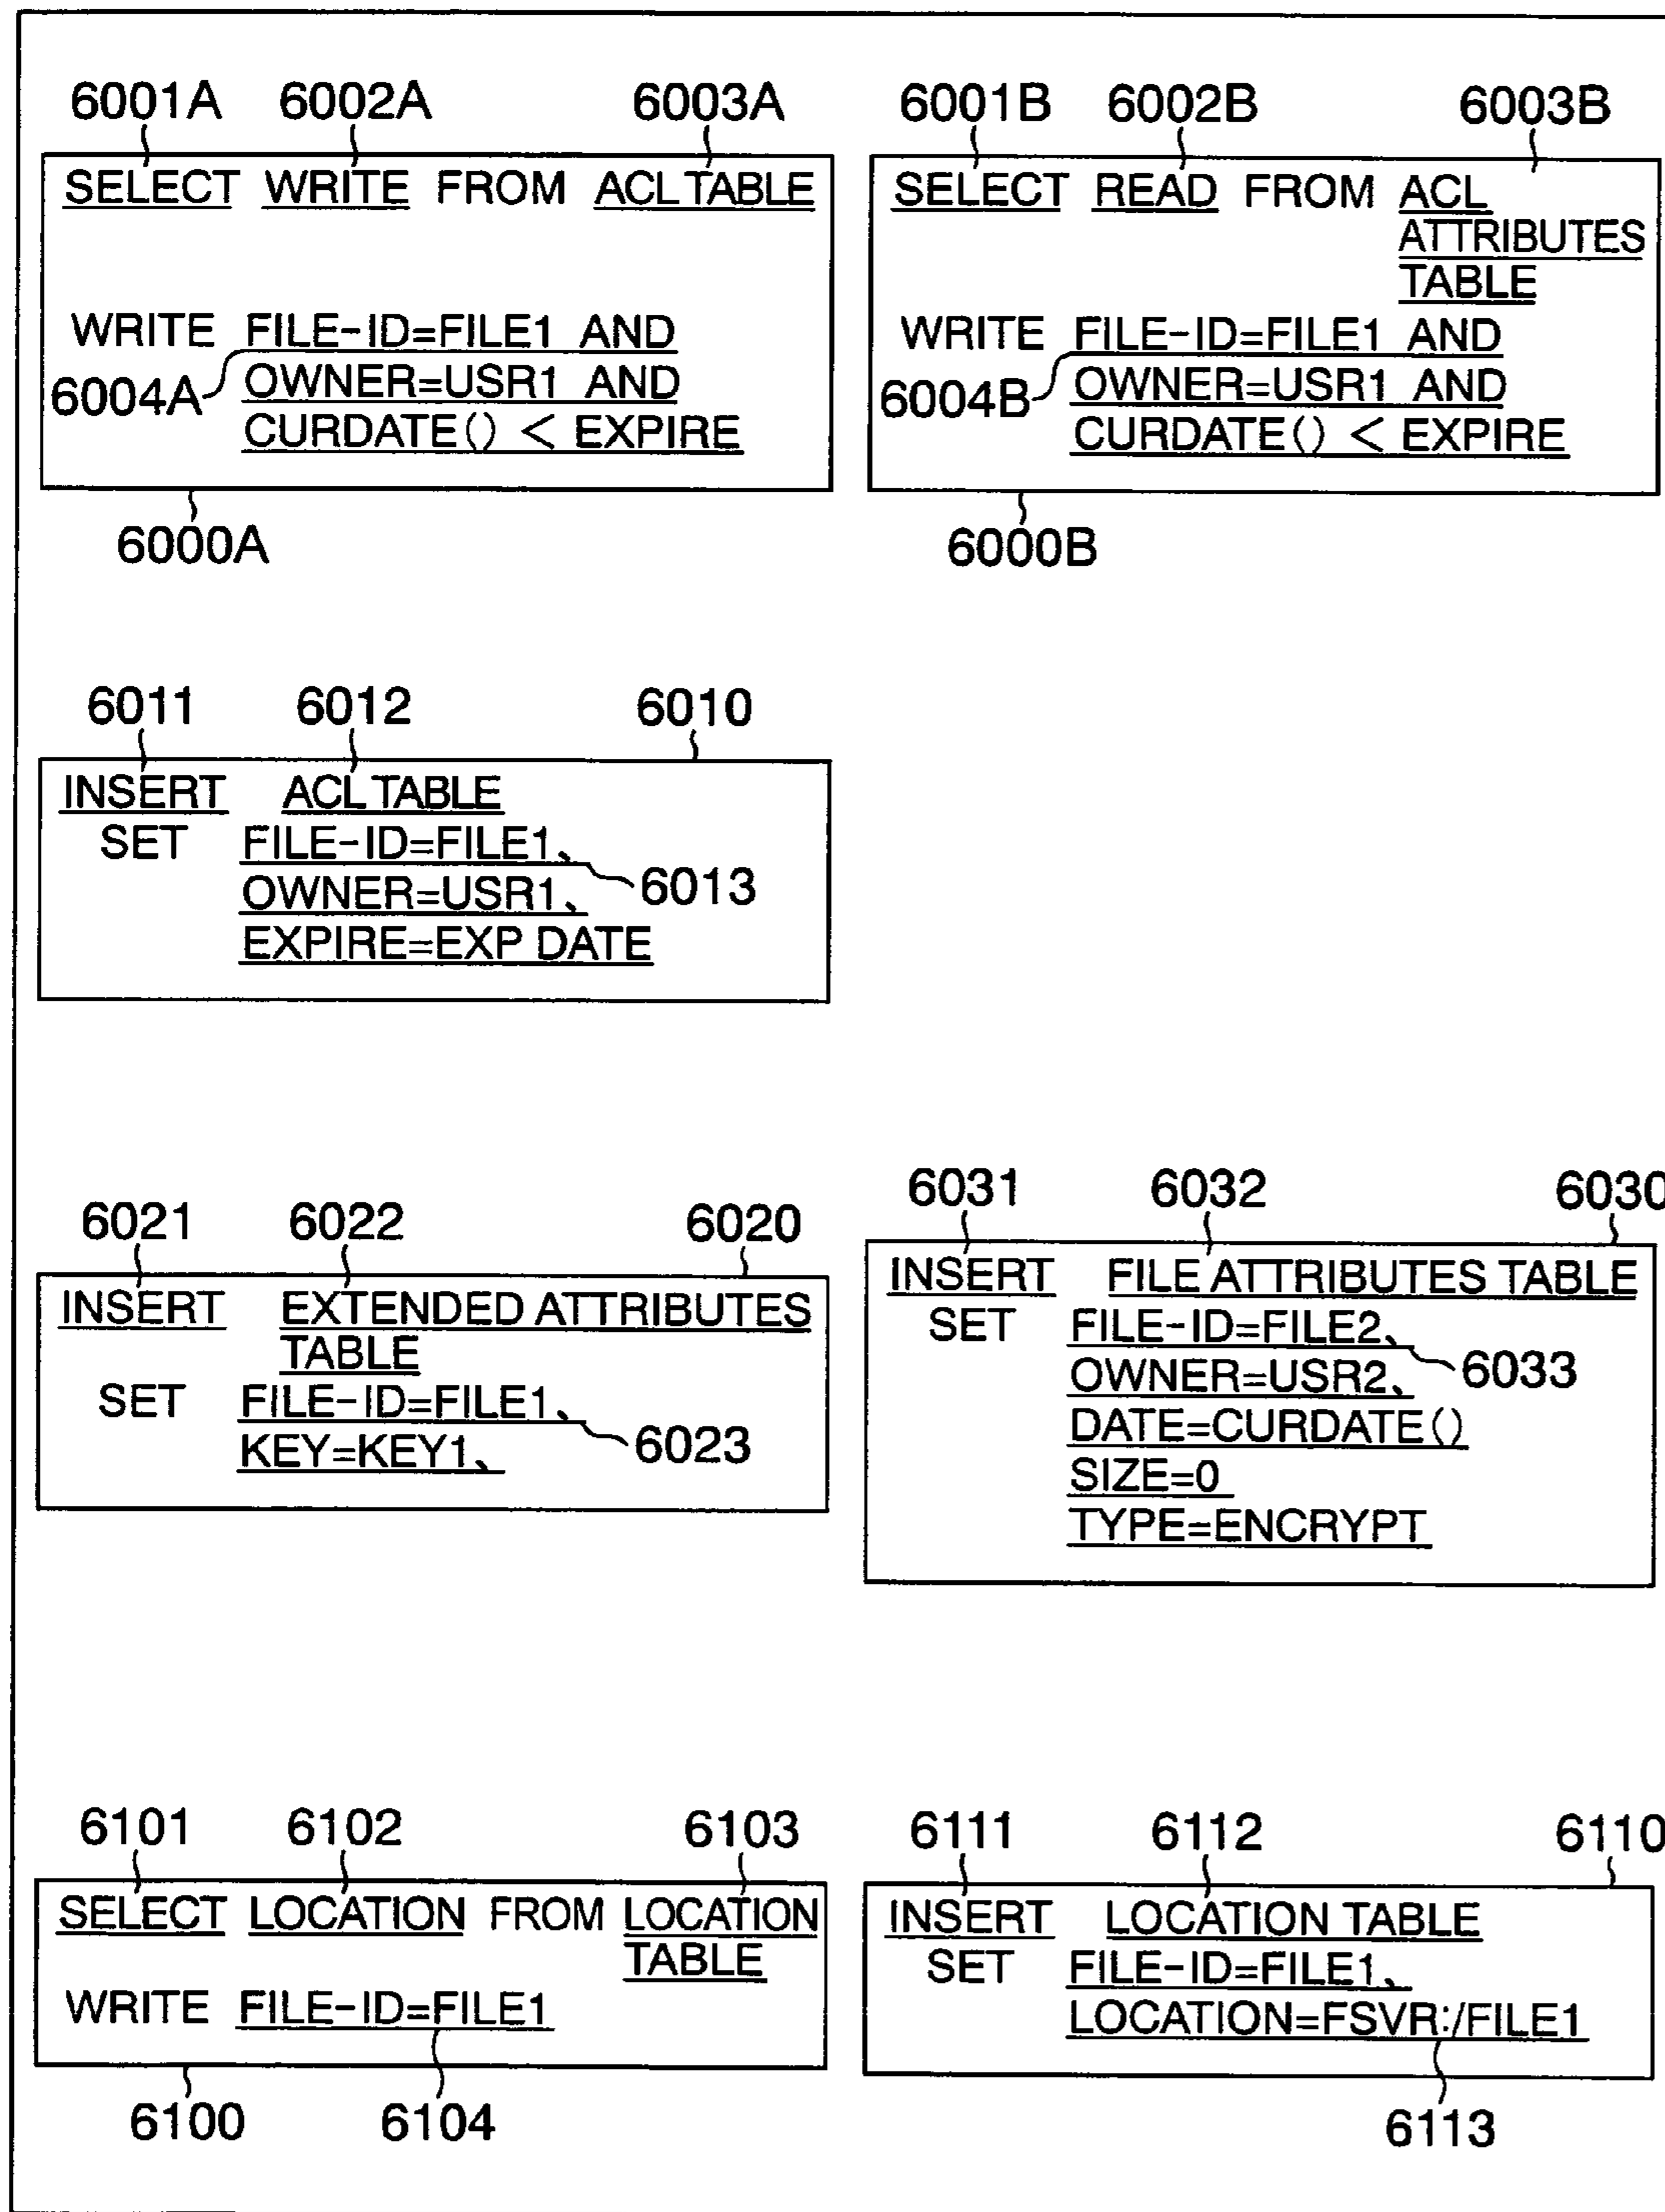 6001A 6002A 6003A
SELECT WRITE FROM ACL TABLE
WRITE FILE-ID=FILE1 AND
6004A OWNER=USR1 AND
CURDATE() < EXPIRE
6000A
6001B 6002B 6003B
SELECT READ FROM ACL
ATTRIBUTES
TABLE
WRITE FILE-ID=FILE1 AND
6004B OWNER=USR1 AND
CURDATE() < EXPIRE
6000B
6011 6012 6010
INSERT ACL TABLE
SET FILE-ID=FILE1、
OWNER=USR1、 6013
EXPIRE=EXP DATE
6021 6022 6020
INSERT EXTENDED ATTRIBUTES
TABLE
SET FILE-ID=FILE1、
KEY=KEY1、 6023
6031 6032 6030
INSERT FILE ATTRIBUTES TABLE
SET FILE-ID=FILE2、
OWNER=USR2、 6033
DATE=CURDATE()
SIZE=0
TYPE=ENCRYPT
6101 6102 6103
SELECT LOCATION FROM LOCATION
TABLE
WRITE FILE-ID=FILE1
6100 6104
6111 6112 6110
INSERT LOCATION TABLE
SET FILE-ID=FILE1、
LOCATION=FSVR:/FILE1
6113